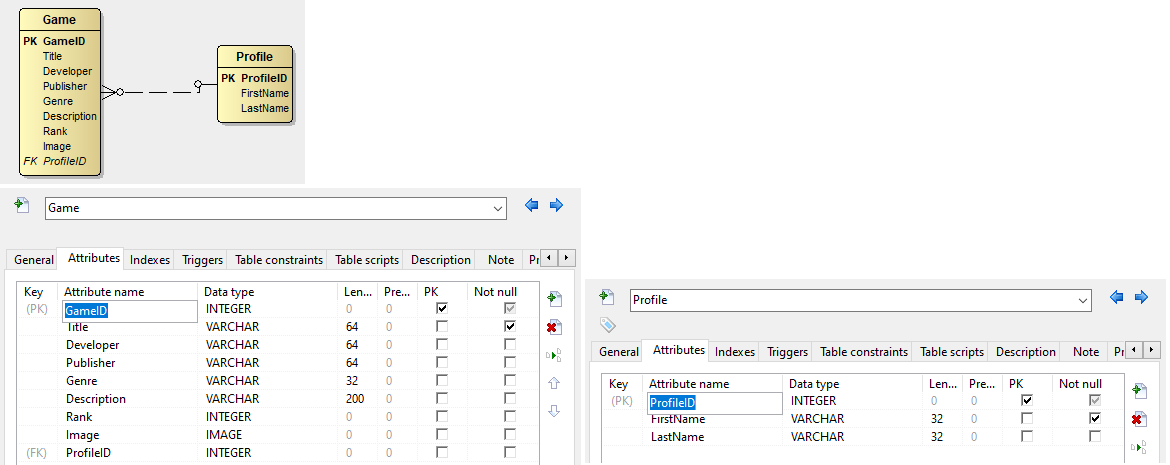 Game
PK GameID
Title
Developer
Publisher
Genre
Description
Rank
Image
FK ProfileID
Profile
PK ProfileID
FirstName
LastName
Game
General Attributes Indexes Triggers Table constraints Table scripts Description Note Pr
Key Attribute name Data type Len... Pre... PK Not null
(PK) GameID INTEGER 0 0
Title VARCHAR 64 0
Developer VARCHAR 64 0
Publisher VARCHAR 64 0
Genre VARCHAR 32 0
Description VARCHAR 200 0
Rank INTEGER 0 0
Image IMAGE 0 0
(FK) ProfileID INTEGER 0 0
Profile
General Attributes Indexes Triggers Table constraints Table scripts Description Note Pr
Key Attribute name Data type Len... Pre... PK Not null
(PK) ProfileID INTEGER 0 0
FirstName VARCHAR 32 0
LastName VARCHAR 32 0